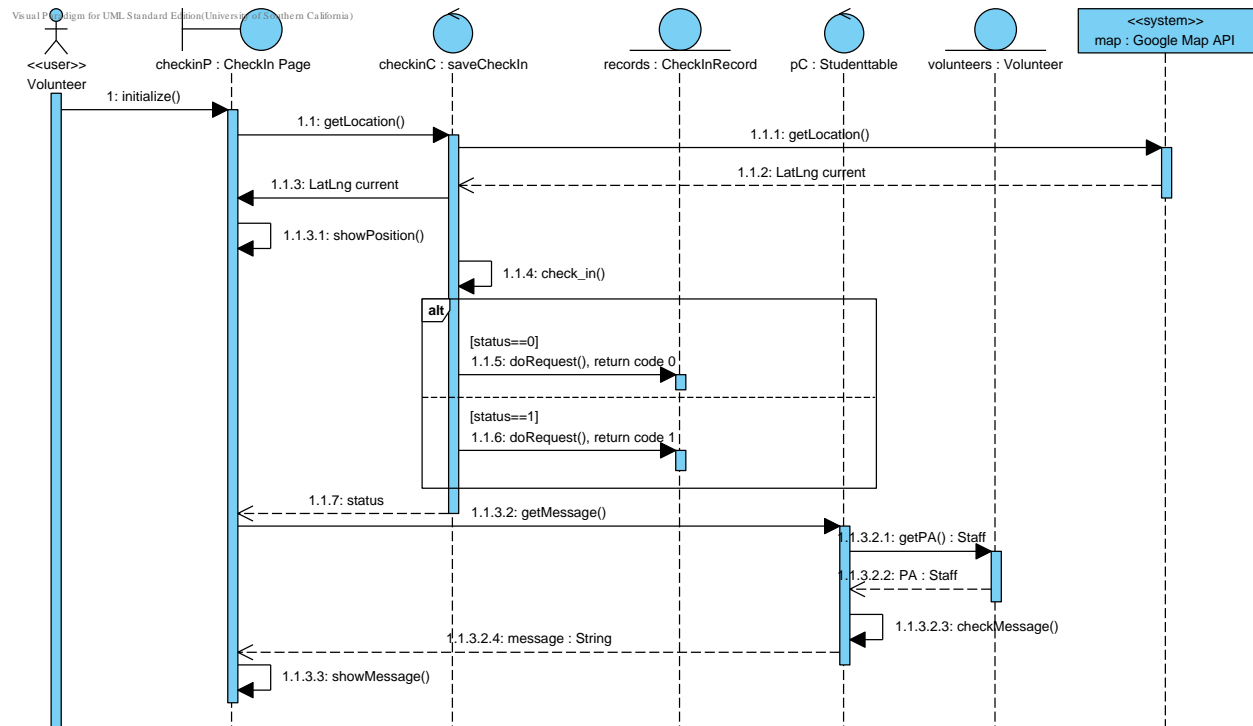 Visual Paradigm for UML Standard Edition(University of Southern California)
<<user>>
Volunteer
checkinP : CheckIn Page
checkinC : saveCheckIn
records : CheckInRecord
pC : Studenttable
volunteers : Volunteer
<<system>>
map : Google Map API
1: initialize()
1.1: getLocation()
1.1.1: getLocation()
1.1.2: LatLng current
1.1.3: LatLng current
1.1.3.1: showPosition()
1.1.4: check_in()
alt
[status==0]
1.1.5: doRequest(), return code 0
[status==1]
1.1.6: doRequest(), return code 1
1.1.7: status
1.1.3.2: getMessage()
1.1.3.2.1: getPA() : Staff
1.1.3.2.2: PA : Staff
1.1.3.2.3: checkMessage()
1.1.3.2.4: message : String
1.1.3.3: showMessage()